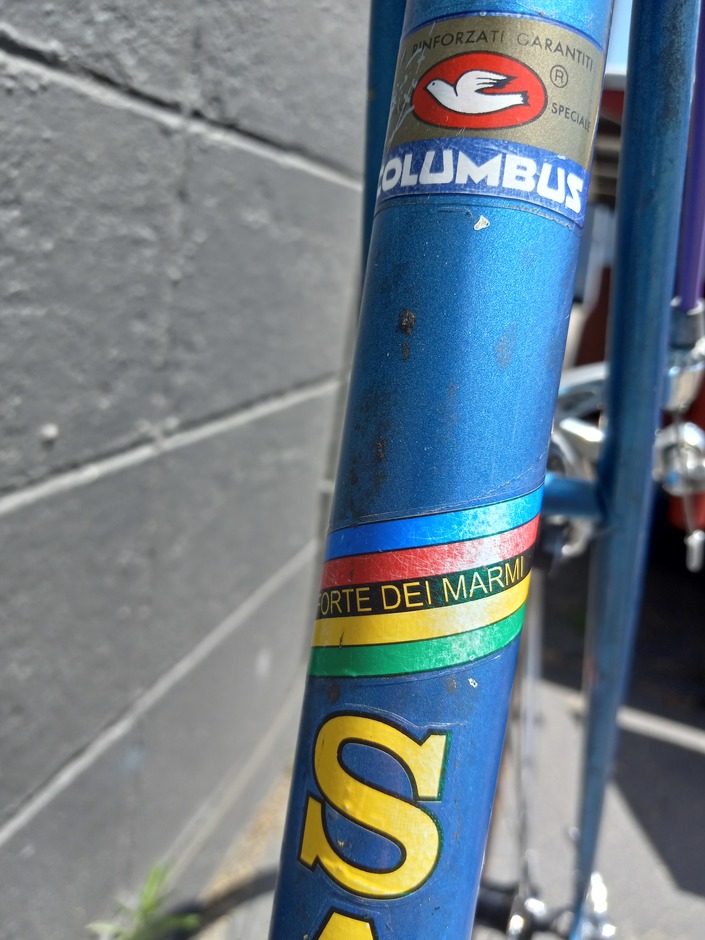 RINFORZATI GARANTITI
®
SPECIALE
COLUMBUS
FORTE DEI MARMI
S